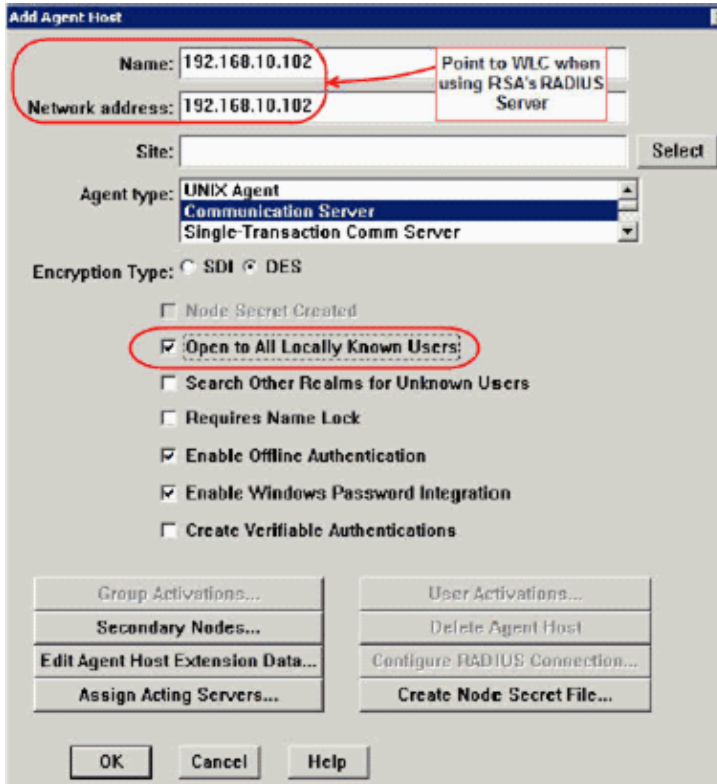 Add Agent Host
Name: 192.168.10.102
Point to WLC when
using RSA's RADIUS
Server
Network address: 192.168.10.102
Site:
Select
Agent type: UNIX Agent
Communication Server
Single-Transaction Comm Server
Encryption Type: SDI DES
Node Secret Created
Open to All Locally Known Users
Search Other Realms for Unknown Users
Requires Name Lock
Enable Offline Authentication
Enable Windows Password Integration
Create Verifiable Authentications
Group Activations... User Activations...
Secondary Nodes... Delete Agent Host
Edit Agent Host Extension Data... Configure RADIUS Connection...
Assign Acting Servers... Create Node Secret File...
OK Cancel Help